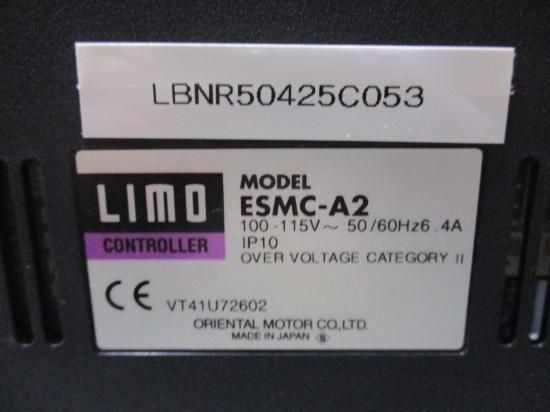 LBNR50425C053
LIMO
CONTROLLER
MODEL
ESMC-A2
100-115V~ 50/60Hz6.4A
IP10
OVER VOLTAGE CATEGORY II
CE VT41U72602
ORIENTAL MOTOR CO.,LTD.
MADE IN JAPAN